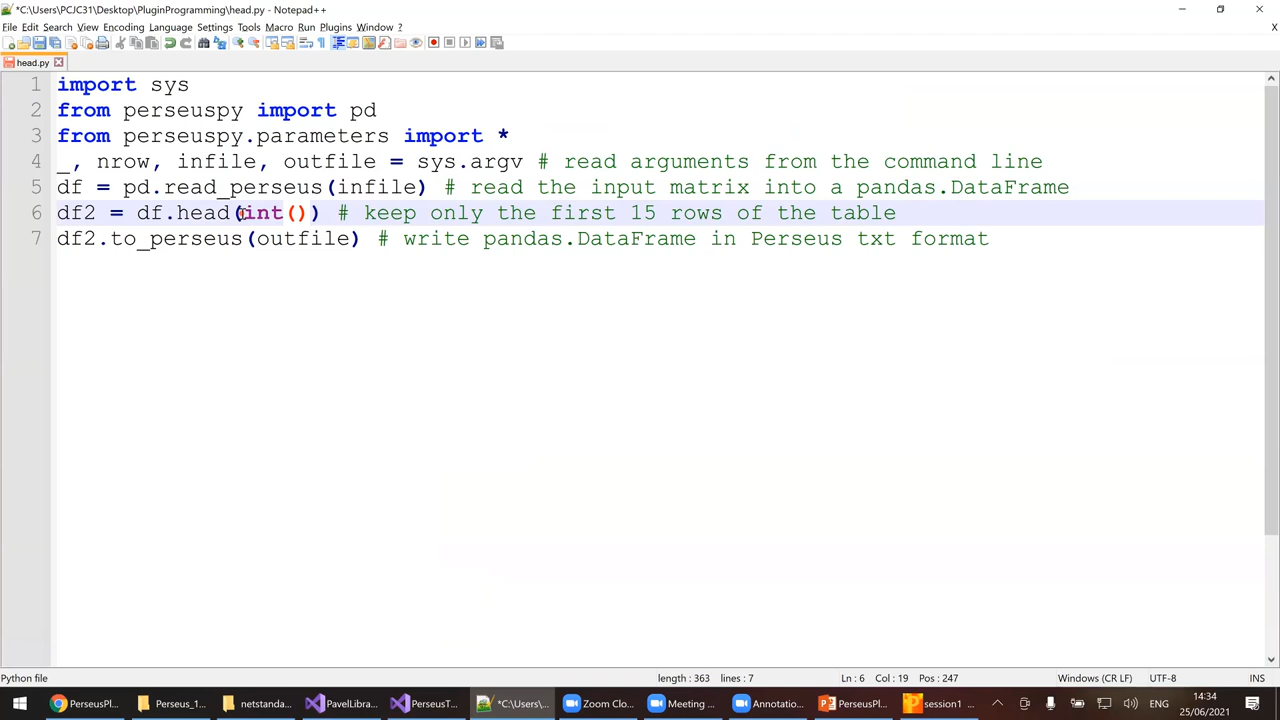 *C:\Users\PCJC31\Desktop\PluginProgramming\head.py - Notepad++
File Edit Search View Encoding Language Settings Tools Macro Run Plugins Window ?
X
head.py
1 import sys
2 from perseuspy import pd
3 from perseuspy.parameters import *
4 _, nrow, infile, outfile = sys.argv # read arguments from the command line
5 df = pd.read_perseus(infile) # read the input matrix into a pandas.DataFrame
6 df2 = df.head(int()) # keep only the first 15 rows of the table
7 df2.to_perseus(outfile) # write pandas.DataFrame in Perseus txt format
Python file length : 363 lines : 7 Ln : 6 Col : 19 Pos : 247 Windows (CR LF) UTF-8 INS
PerseusPl... Perseus_1... netstanda... PavelLibra... PerseusT... *C:\Users\... Zoom Clo... Meeting ... Annotatio... PerseusPl... session1 ... ENG 14:34
25/06/2021